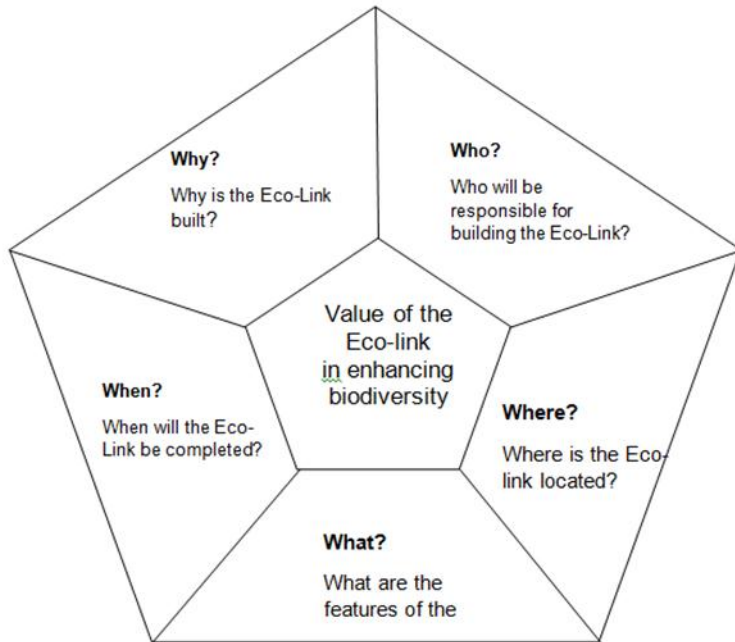 Why?
Why is the Eco-Link
built?
Who?
Who will be
responsible for
building the Eco-Link?
Value of the
Eco-link
in enhancing
biodiversity
When?
When will the Eco-
Link be completed?
Where?
Where is the Eco-
link located?
What?
What are the
features of the